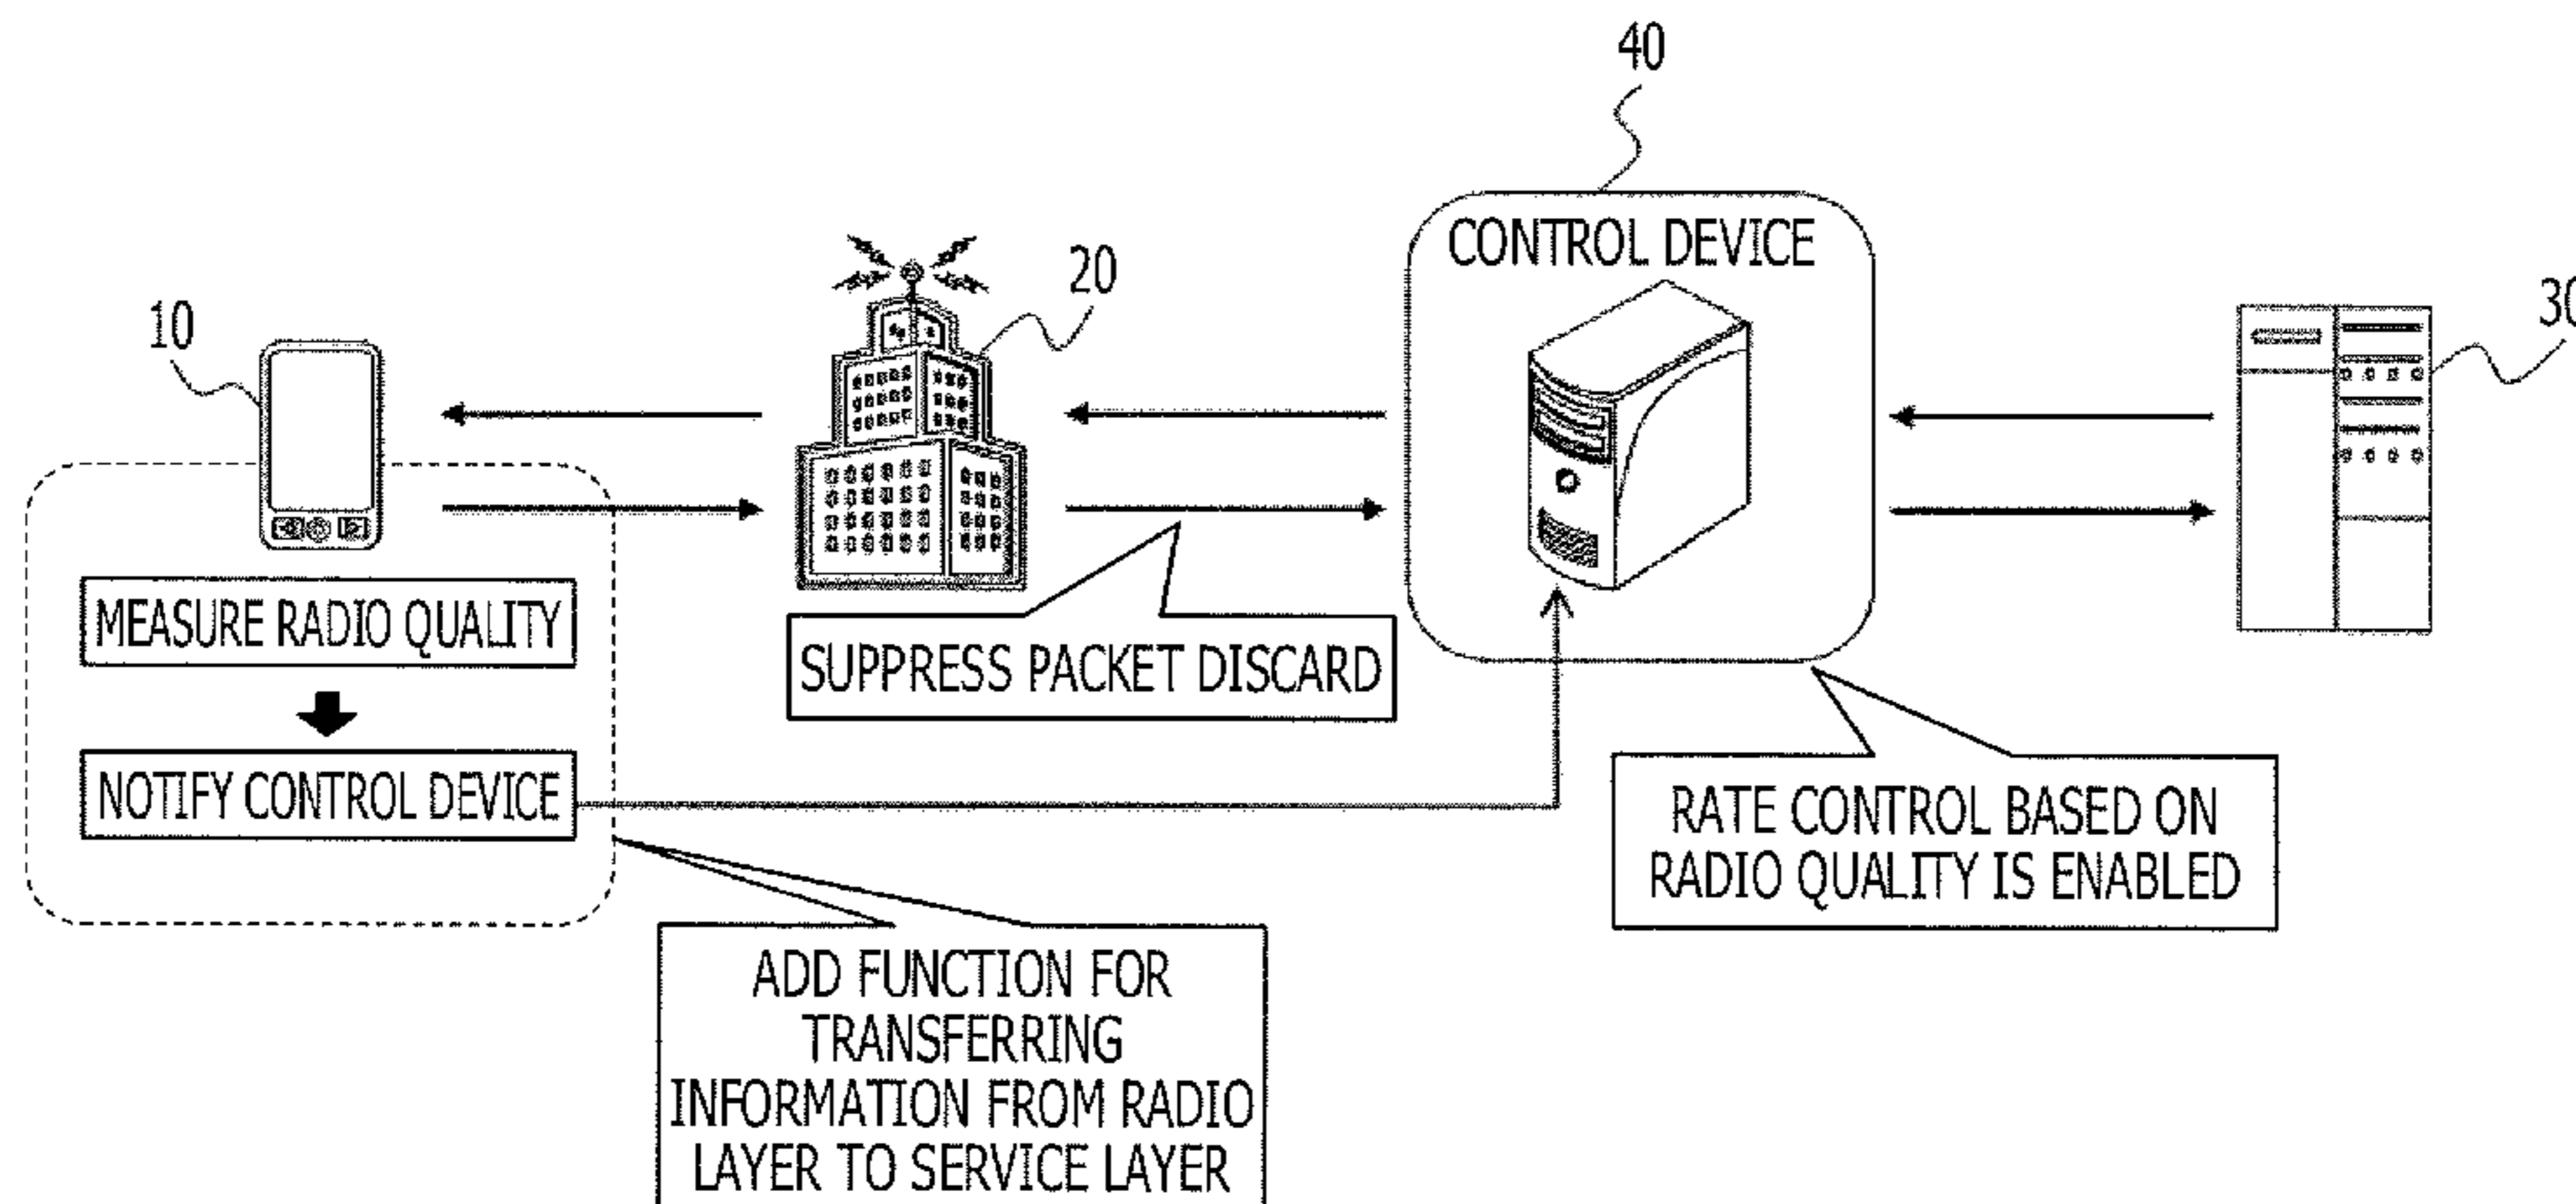 40
CONTROL DEVICE
20
10
30
MEASURE RADIO QUALITY
SUPPRESS PACKET DISCARD
NOTIFY CONTROL DEVICE
RATE CONTROL BASED ON
RADIO QUALITY IS ENABLED
ADD FUNCTION FOR
TRANSFERRING
INFORMATION FROM RADIO
LAYER TO SERVICE LAYER